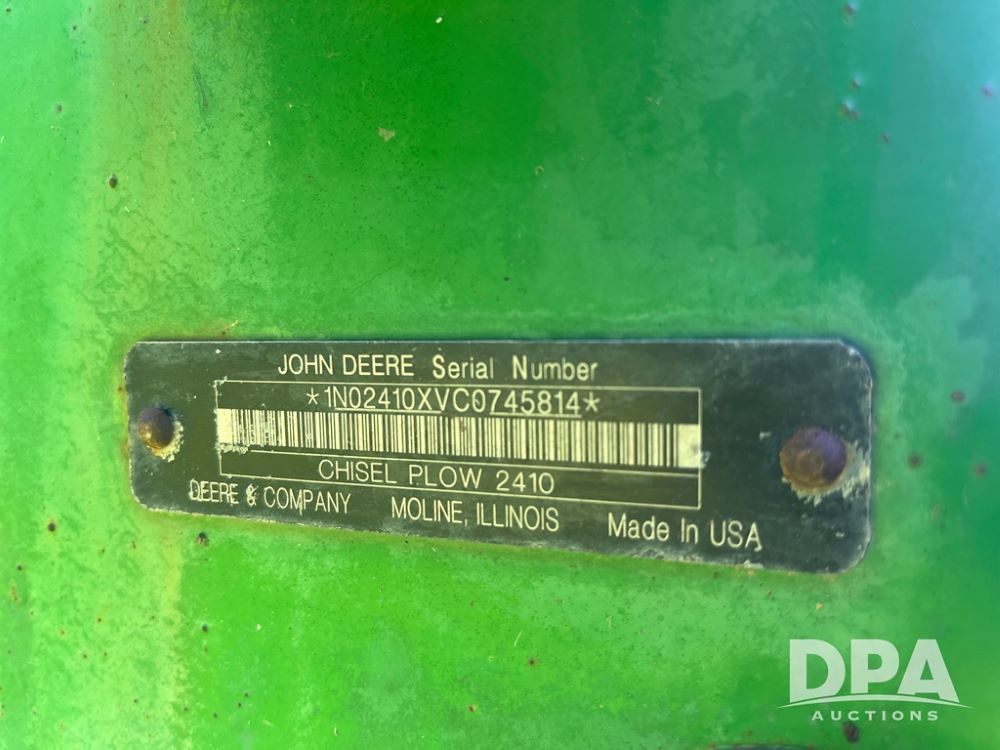 JOHN DEERE Serial Number
*1N02410XVC0745814*
CHISEL PLOW 2410
DEERE & COMPANY MOLINE, ILLINOIS Made In USA
DPA
AUCTIONS